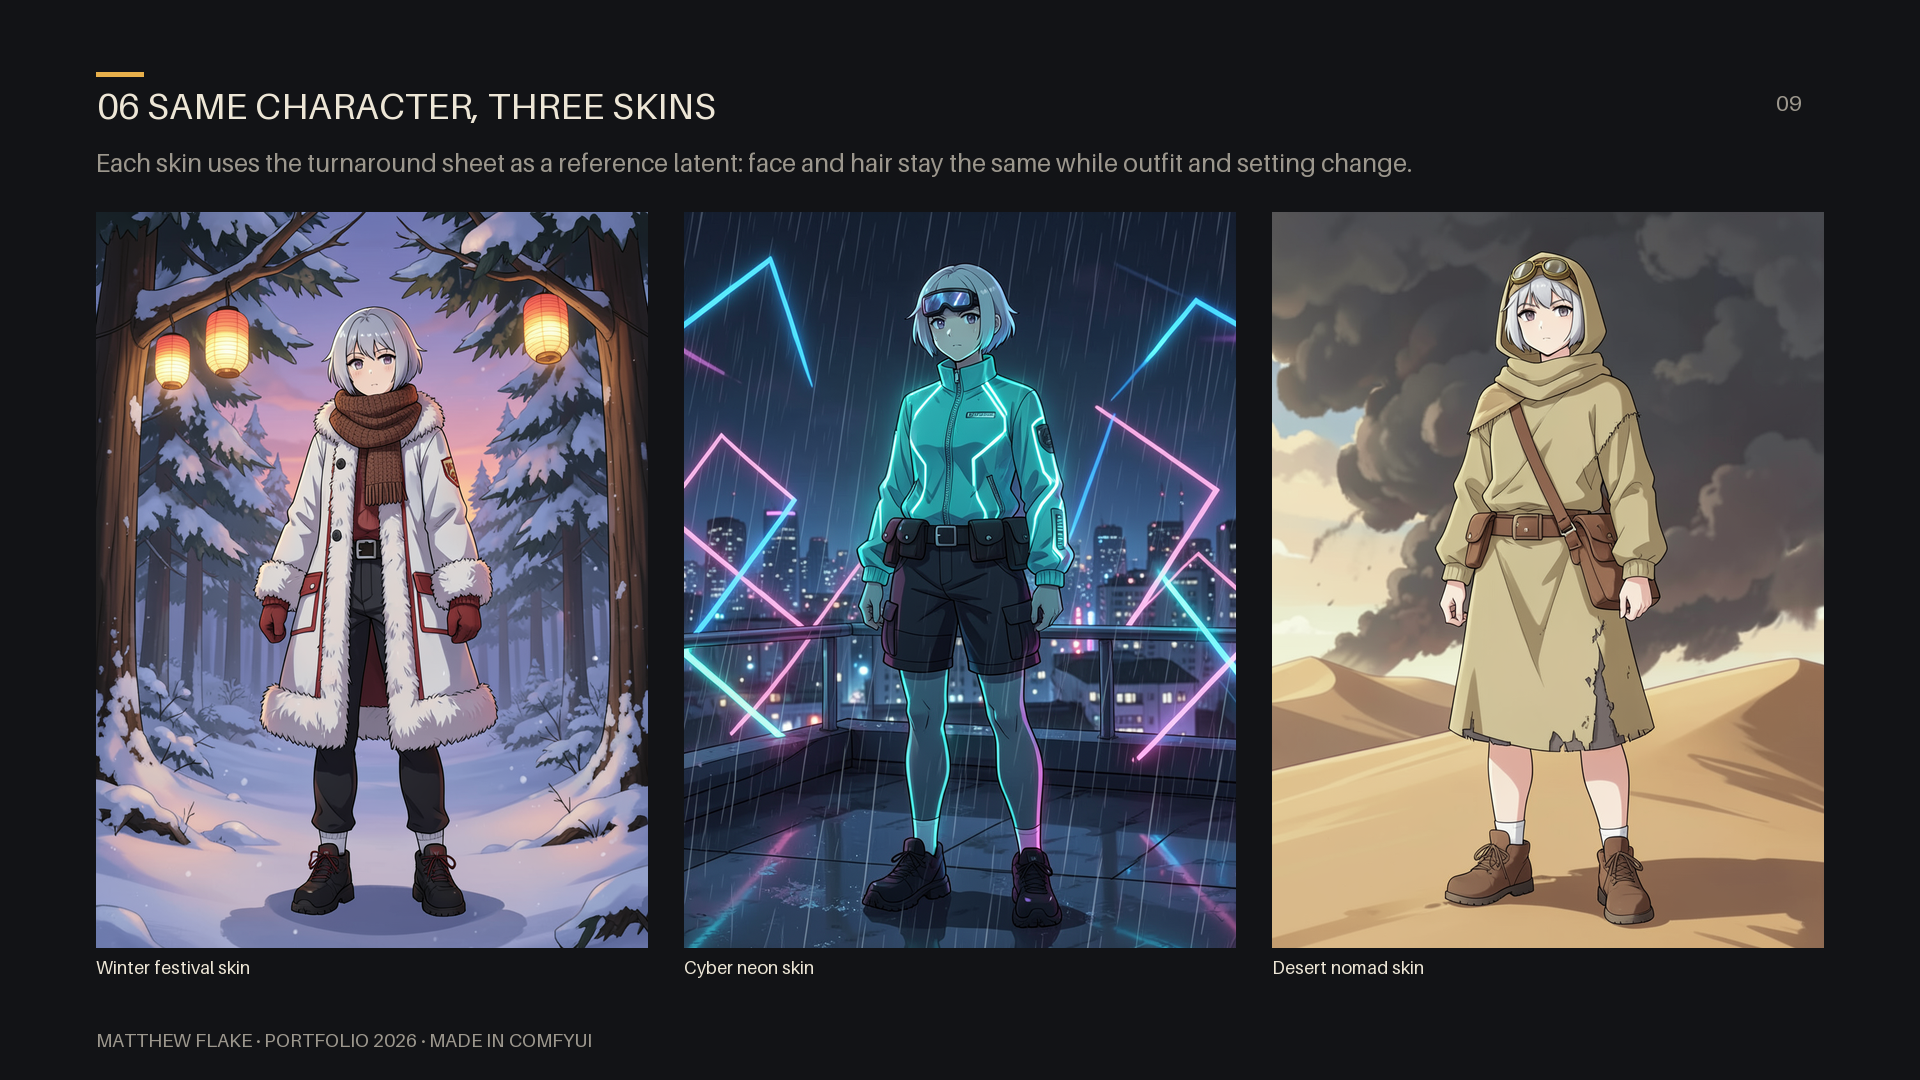 06 SAME CHARACTER, THREE SKINS
09
Each skin uses the turnaround sheet as a reference latent: face and hair stay the same while outfit and setting change.
Winter festival skin
Cyber neon skin
Desert nomad skin
MATTHEW FLAKE · PORTFOLIO 2026 · MADE IN COMFYUI